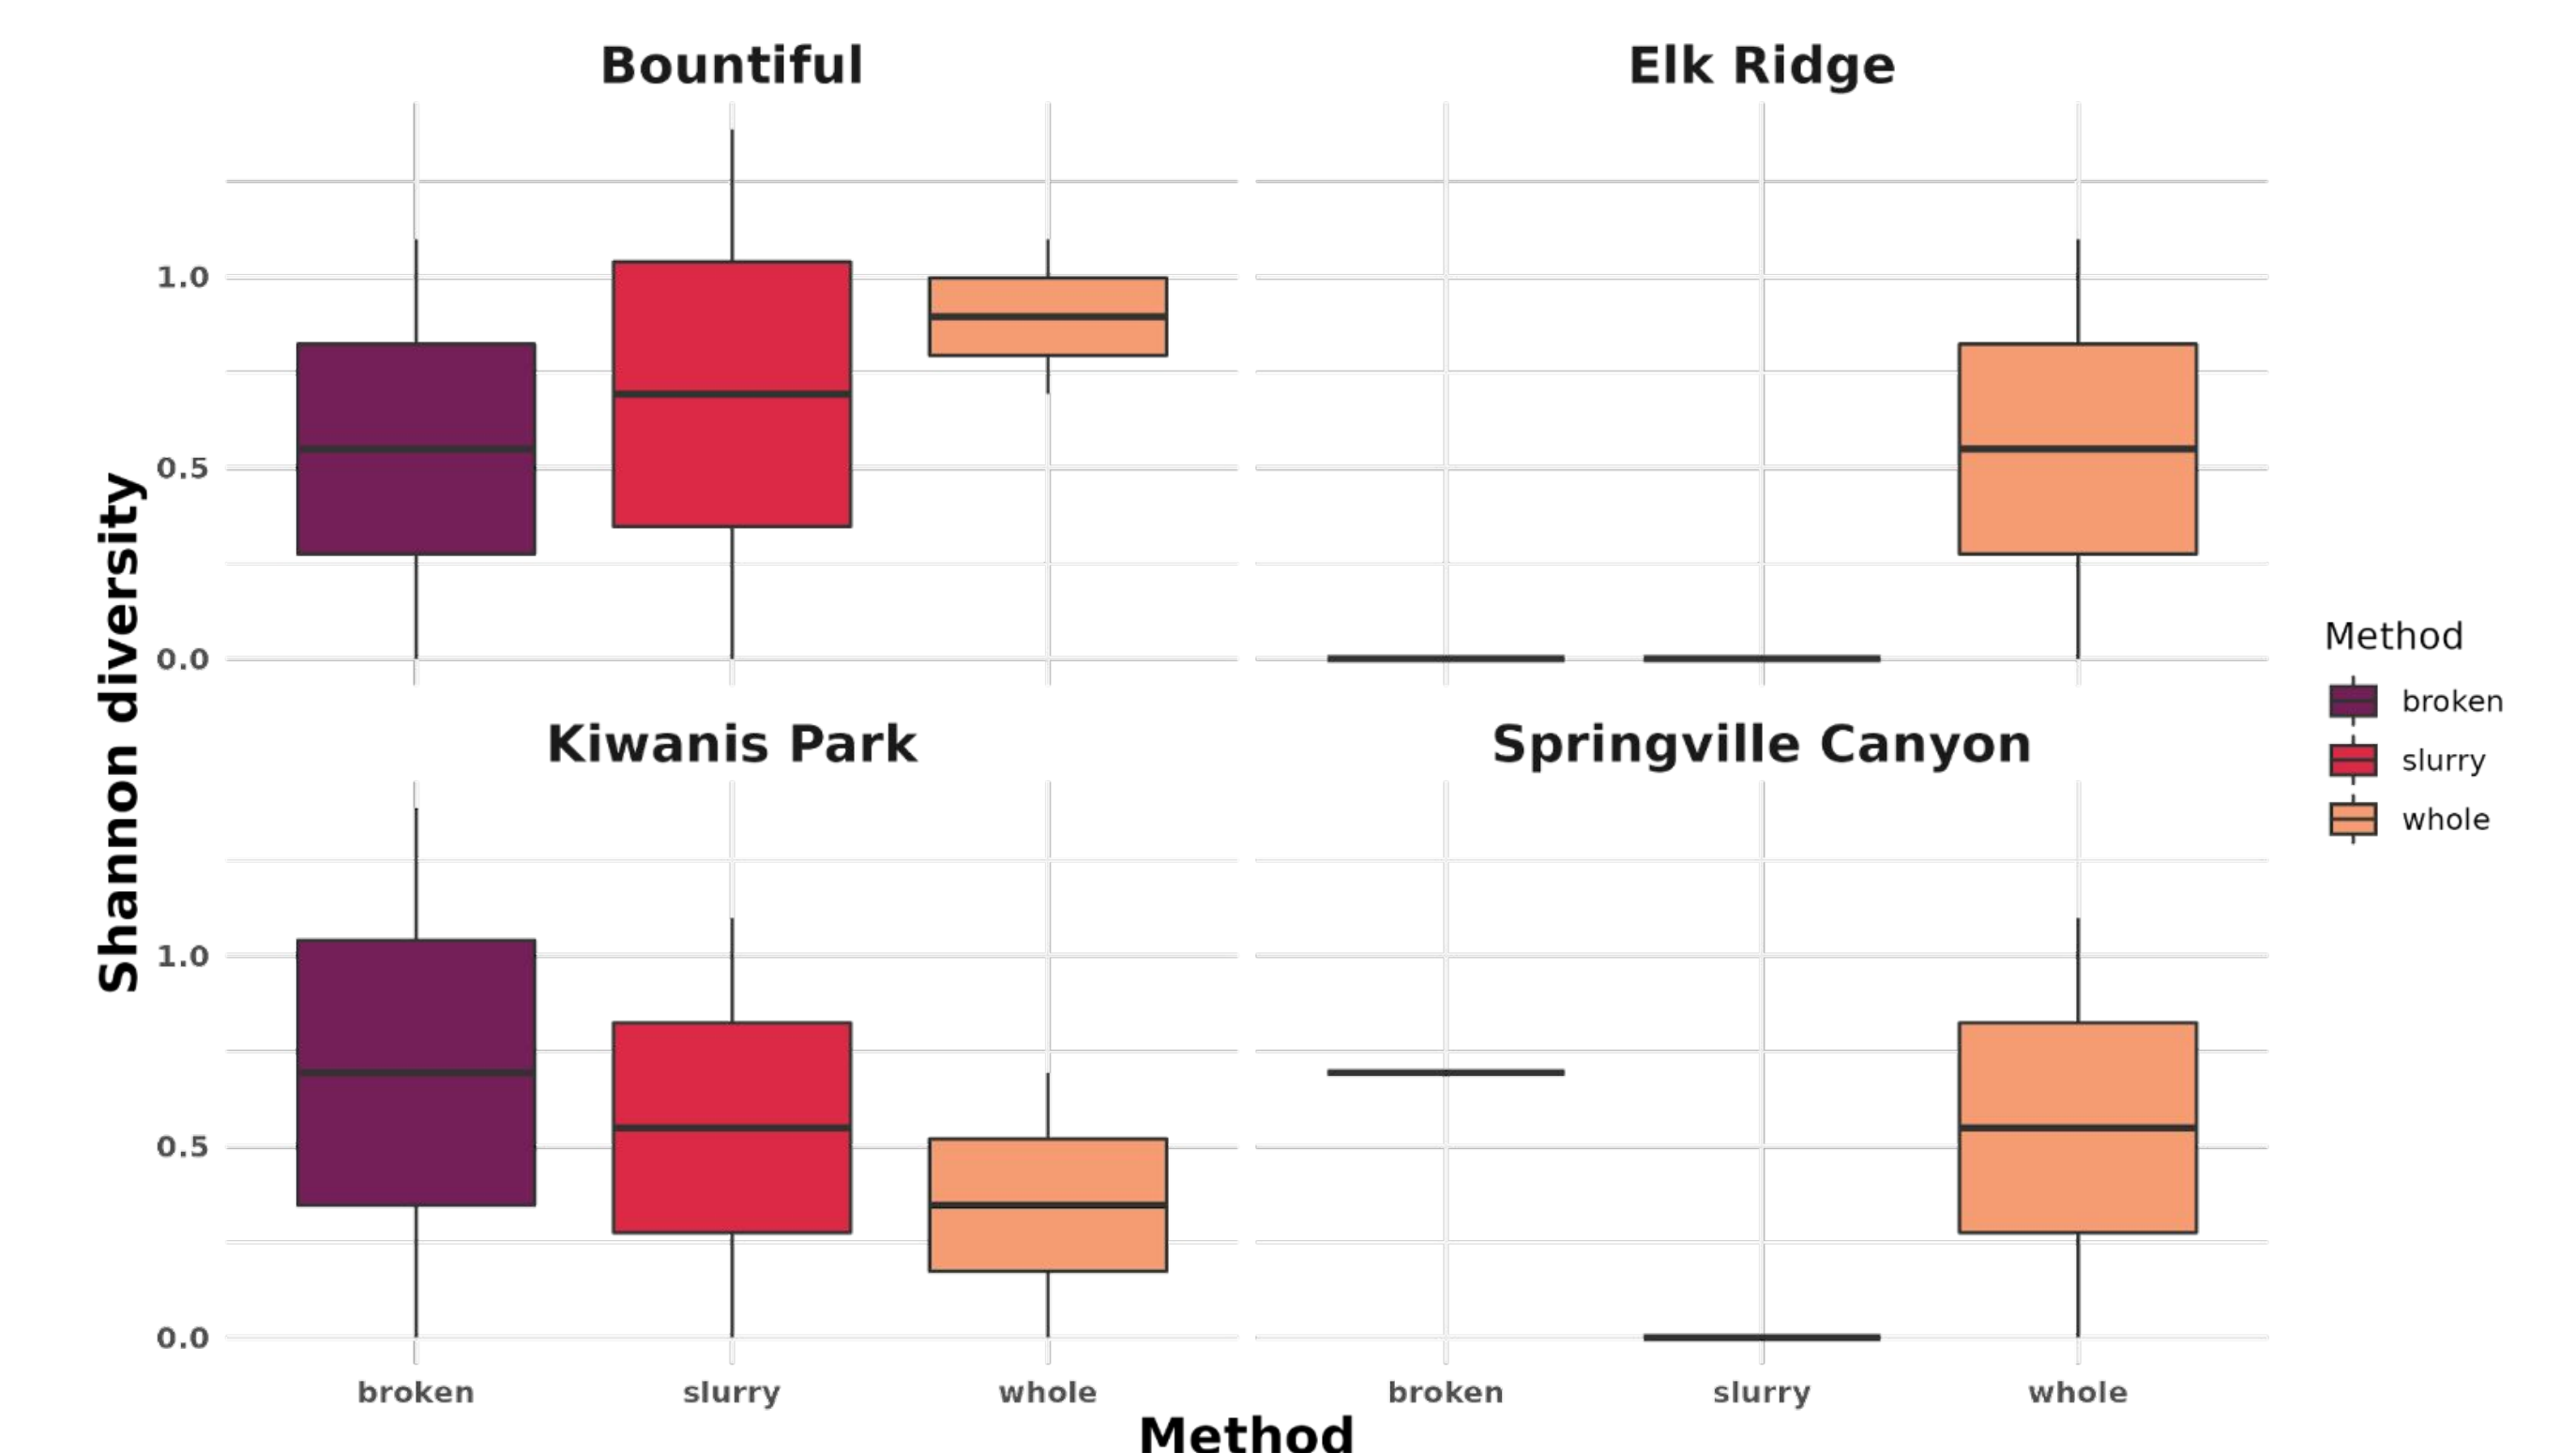 Bountiful
Elk Ridge
1.0
0.5
0.0
Shannon diversity
Kiwanis Park
Springville Canyon
1.0
0.5
0.0
broken
slurry
whole
broken
slurry
whole
Method
Method
broken
slurry
whole